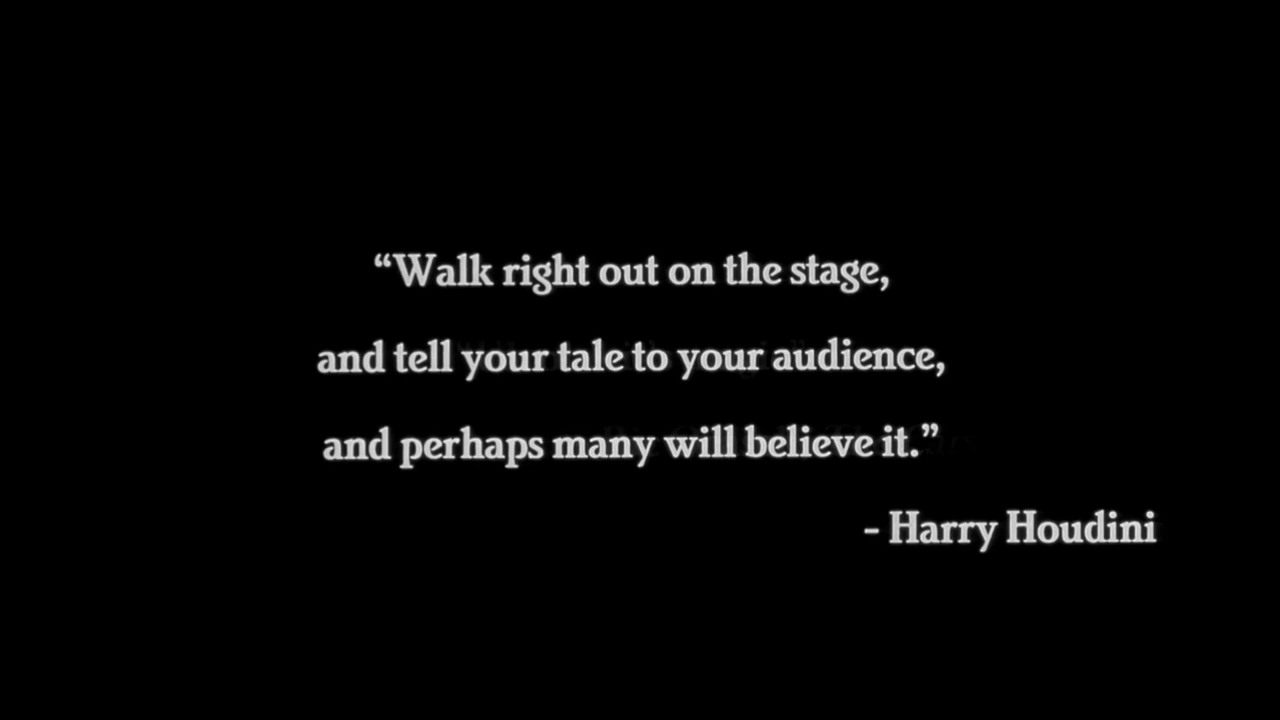 “Walk right out on the stage,
and tell your tale to your audience,
and perhaps many will believe it.”
- Harry Houdini